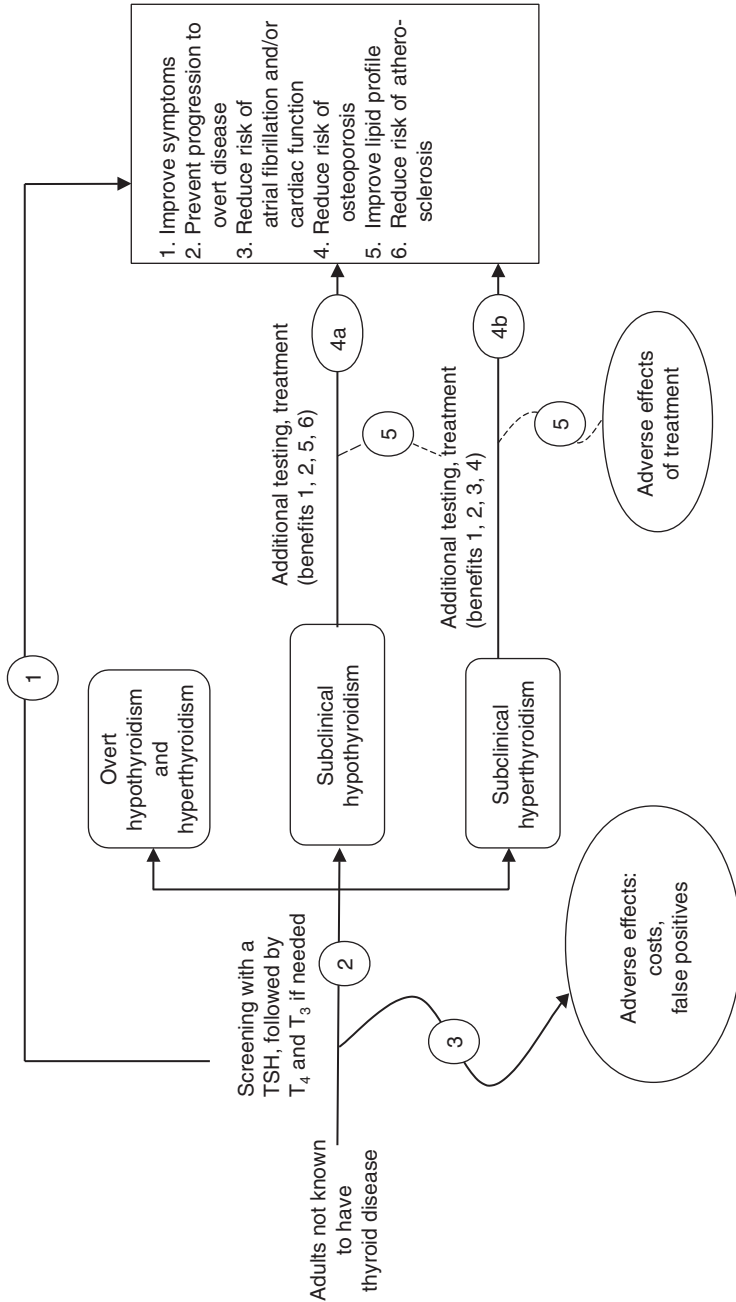 Adults not known
to have
thyroid disease
Screening with a
TSH, followed by
T4 and T3 if needed
1
2
3
Adverse effects:
costs,
false positives
Overt
hypothyroidism
and
hyperthyroidism
Subclinical
hypothyroidism
Subclinical
hyperthyroidism
Additional testing, treatment
(benefits 1, 2, 5, 6)
4a
5
Additional testing, treatment
(benefits 1, 2, 3, 4)
4b
5
Adverse effects
of treatment
1. Improve symptoms
2. Prevent progression to
overt disease
3. Reduce risk of
atrial fibrillation and/or
cardiac function
4. Reduce risk of
osteoporosis
5. Improve lipid profile
6. Reduce risk of athero-
sclerosis